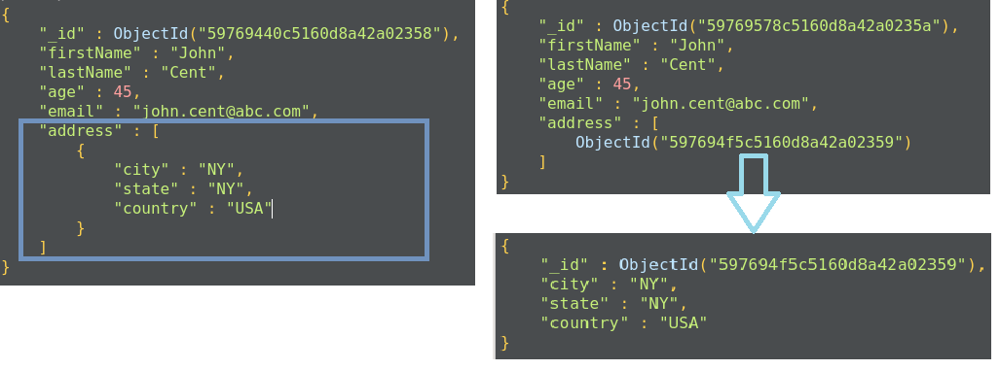 {
    "_id" : ObjectId("59769440c5160d8a42a02358"),
    "firstName" : "John",
    "lastName" : "Cent",
    "age" : 45,
    "email" : "john.cent@abc.com",
    "address" : [
        {
            "city" : "NY",
            "state" : "NY",
            "country" : "USA"
        }
    ]
}
{
    "_id" : ObjectId("59769578c5160d8a42a0235a"),
    "firstName" : "John",
    "lastName" : "Cent",
    "age" : 45,
    "email" : "john.cent@abc.com",
    "address" : [
        ObjectId("597694f5c5160d8a42a02359")
    ]
}
{
    "_id" : ObjectId("597694f5c5160d8a42a02359"),
    "city" : "NY",
    "state" : "NY",
    "country" : "USA"
}